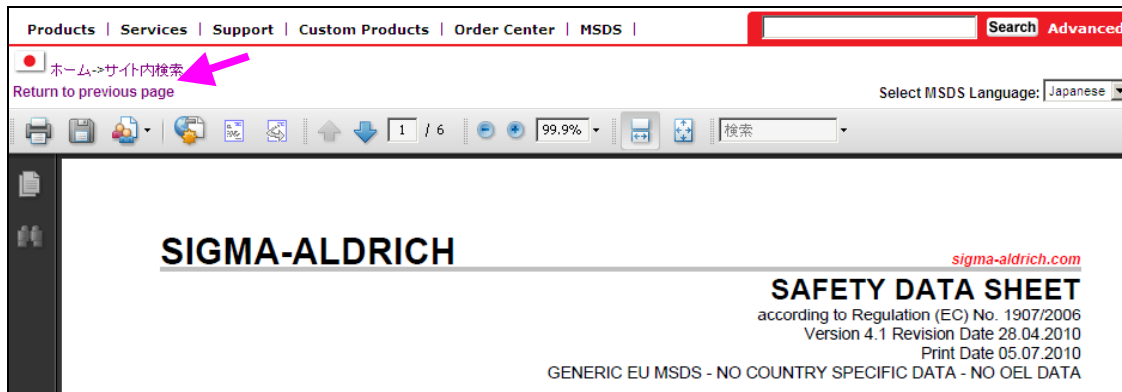 Products | Services | Support | Custom Products | Order Center | MSDS | Search Advanced
ホーム->サイト内検索
Return to previous page Select MSDS Language: Japanese
1 / 6 99.9% 検索
SIGMA-ALDRICH sigma-aldrich.com
SAFETY DATA SHEET
according to Regulation (EC) No. 1907/2006
Version 4.1 Revision Date 28.04.2010
Print Date 05.07.2010
GENERIC EU MSDS - NO COUNTRY SPECIFIC DATA - NO OEL DATA